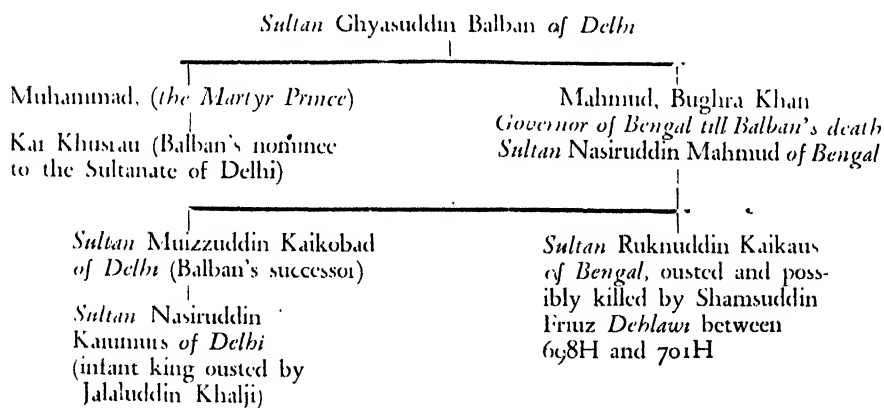 Sultan Ghyasuddin Balban of Delhi
Muhammad, (the Martyr Prince)
Kai Khusrau (Balban's nominee
to the Sultanate of Delhi)
Mahmud, Bughra Khan
Governor of Bengal till Balban's death
Sultan Nasiruddin Mahmud of Bengal
Sultan Muizzuddin Kaikobad
of Delhi (Balban's successor)
Sultan Nasiruddin
Kaiumurs of Delhi
(infant king ousted by
Jalaluddin Khalji)
Sultan Ruknuddin Kaikaus
of Bengal, ousted and pos-
sibly killed by Shamsuddin
Firuz Dehlawi between
698H and 701H